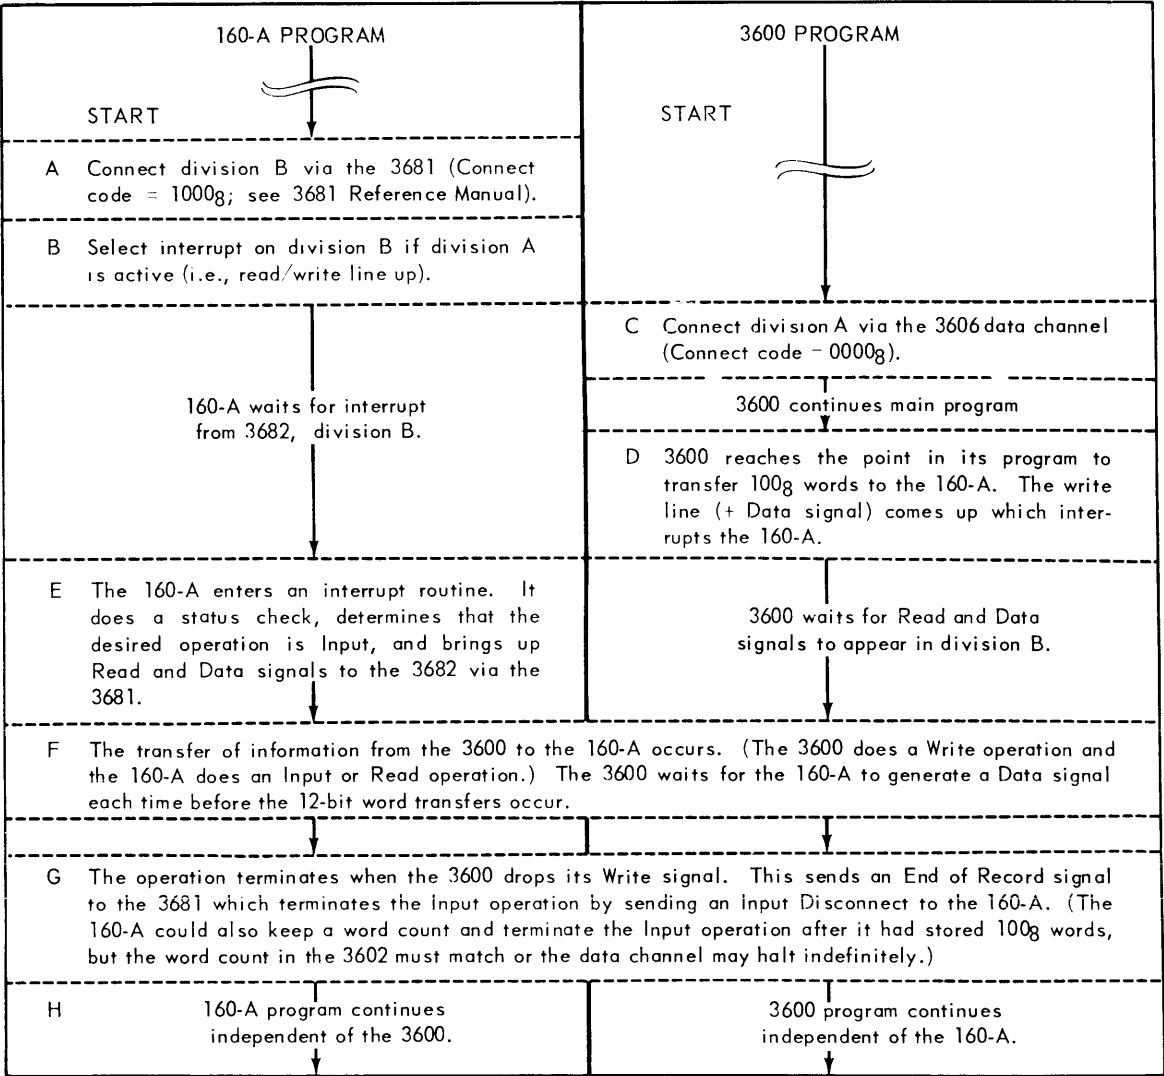 160-A PROGRAM
3600 PROGRAM
START
START
A Connect division B via the 3681 (Connect
code = 1000₈; see 3681 Reference Manual).
B Select interrupt on division B if division A
is active (i.e., read/write line up).
C Connect division A via the 3606 data channel
(Connect code - 0000₈).
160-A waits for interrupt
from 3682, division B.
3600 continues main program
D 3600 reaches the point in its program to
transfer 100₈ words to the 160-A. The write
line (+ Data signal) comes up which inter-
rupts the 160-A.
E The 160-A enters an interrupt routine. It
does a status check, determines that the
desired operation is Input, and brings up
Read and Data signals to the 3682 via the
3681.
3600 waits for Read and Data
signals to appear in division B.
F The transfer of information from the 3600 to the 160-A occurs. (The 3600 does a Write operation and
the 160-A does an Input or Read operation.) The 3600 waits for the 160-A to generate a Data signal
each time before the 12-bit word transfers occur.
G The operation terminates when the 3600 drops its Write signal. This sends an End of Record signal
to the 3681 which terminates the Input operation by sending an Input Disconnect to the 160-A. (The
160-A could also keep a word count and terminate the Input operation after it had stored 100₈ words,
but the word count in the 3602 must match or the data channel may halt indefinitely.)
H 160-A program continues
independent of the 3600.
3600 program continues
independent of the 160-A.